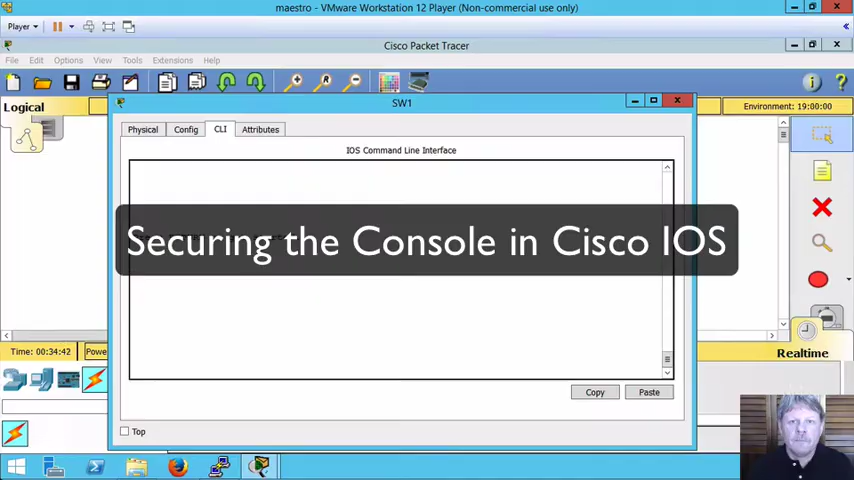 maestro - VMware Workstation 12 Player (Non-commercial use only)
Player
Cisco Packet Tracer
File Edit Options View Tools Extensions Help
Logical
SW1
Environment: 19:00:00
Physical Config CLI Attributes
IOS Command Line Interface
Securing the Console in Cisco IOS
Time: 00:34:42
Powe
Realtime
Copy Paste
Top